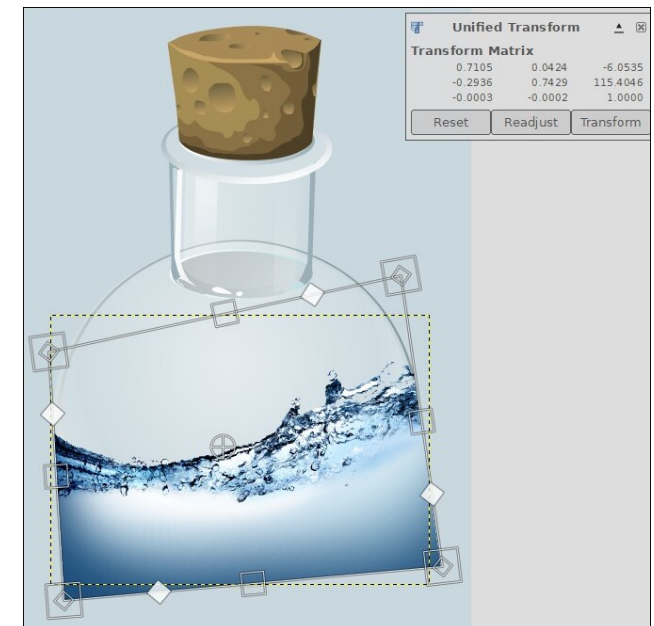 Unified Transform
Transform Matrix
0.7105 0.0424 -6.0535
-0.2936 0.7429 115.4046
-0.0003 -0.0002 1.0000
Reset Readjust Transform